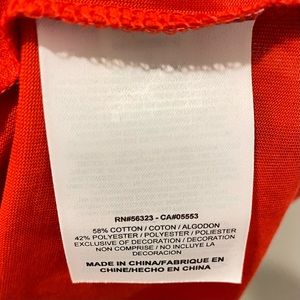 RN#56323 - CA#05553
58% COTTON / COTON / ALGODON
42% POLYESTER / POLYESTER / POLIESTER
EXCLUSIVE OF DECORATION / DECORATION
NON COMPRISE / NO INCLUYE LA
DECORACION
MADE IN CHINA/FABRIQUE EN
CHINE/HECHO EN CHINA